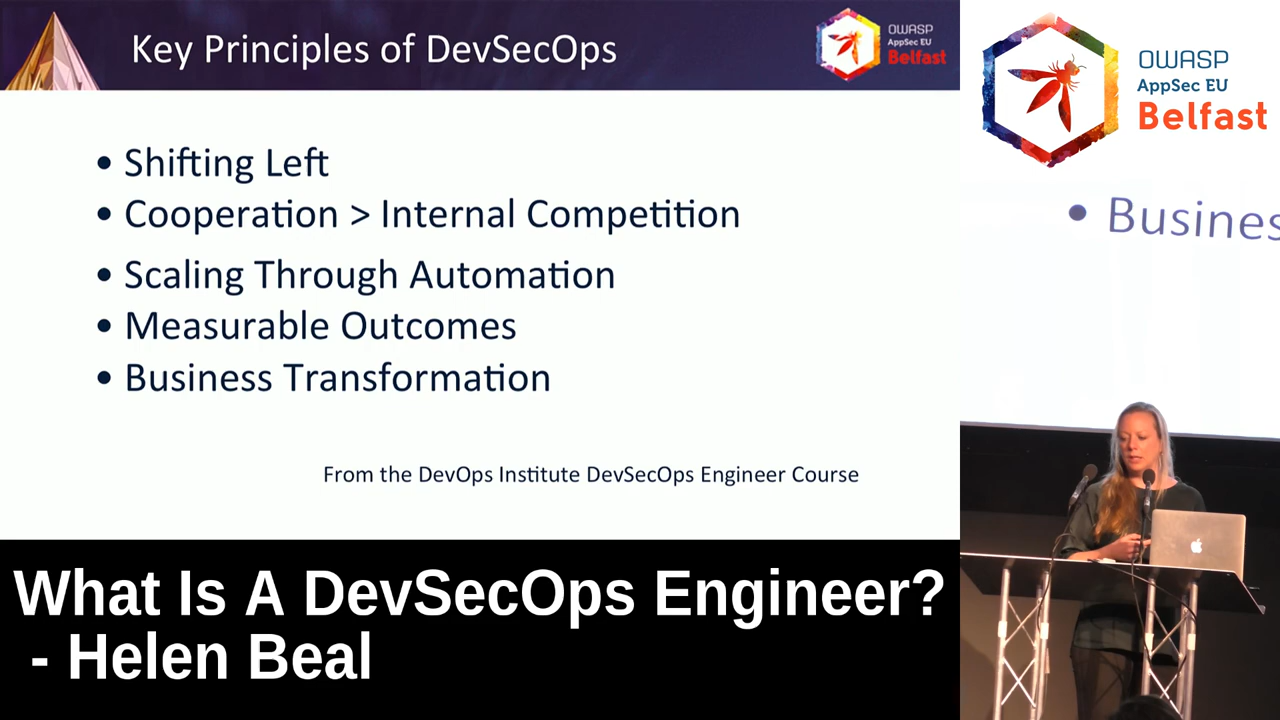 Key Principles of DevSecOps
OWASP
AppSec EU
Belfast
• Shifting Left
• Cooperation > Internal Competition
• Scaling Through Automation
• Measurable Outcomes
• Business Transformation
From the DevOps Institute DevSecOps Engineer Course
OWASP
AppSec EU
Belfast
• Busines
What Is A DevSecOps Engineer?
- Helen Beal